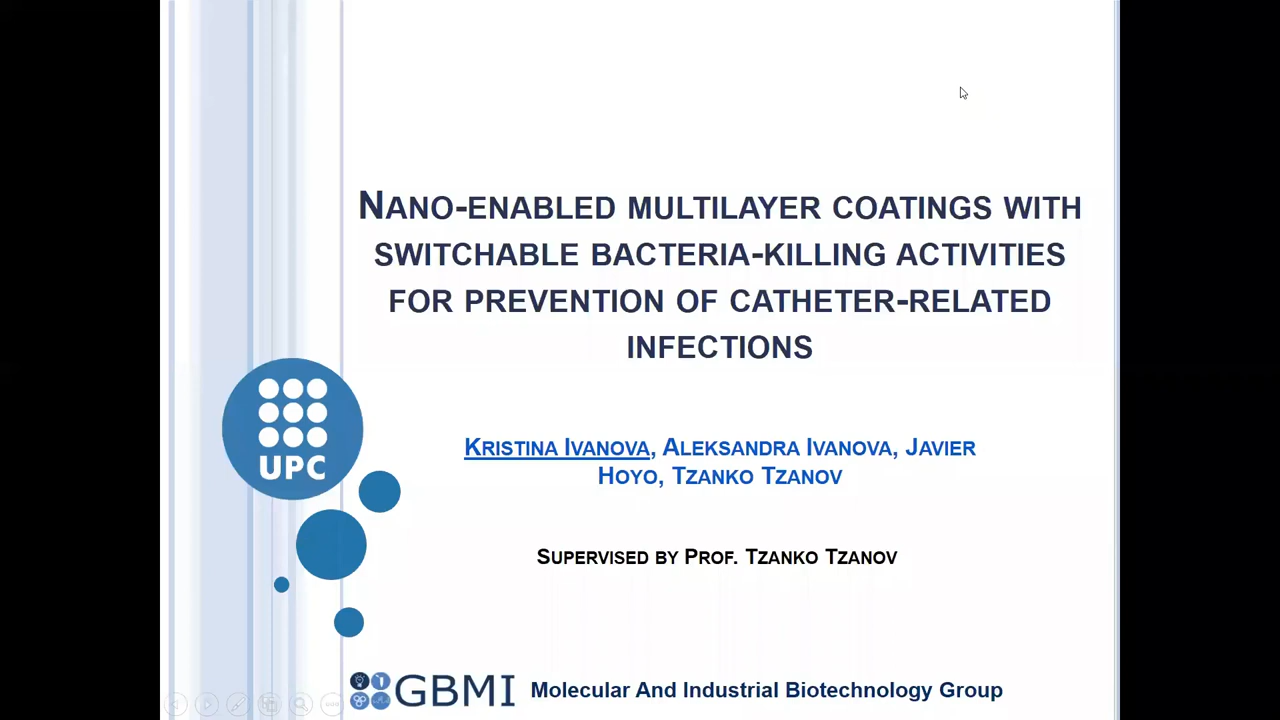 NANO-ENABLED MULTILAYER COATINGS WITH
SWITCHABLE BACTERIA-KILLING ACTIVITIES
FOR PREVENTION OF CATHETER-RELATED
INFECTIONS
UPC
KRISTINA IVANOVA, ALEKSANDRA IVANOVA, JAVIER
HOYO, TZANKO TZANOV
SUPERVISED BY PROF. TZANKO TZANOV
GBMI Molecular And Industrial Biotechnology Group